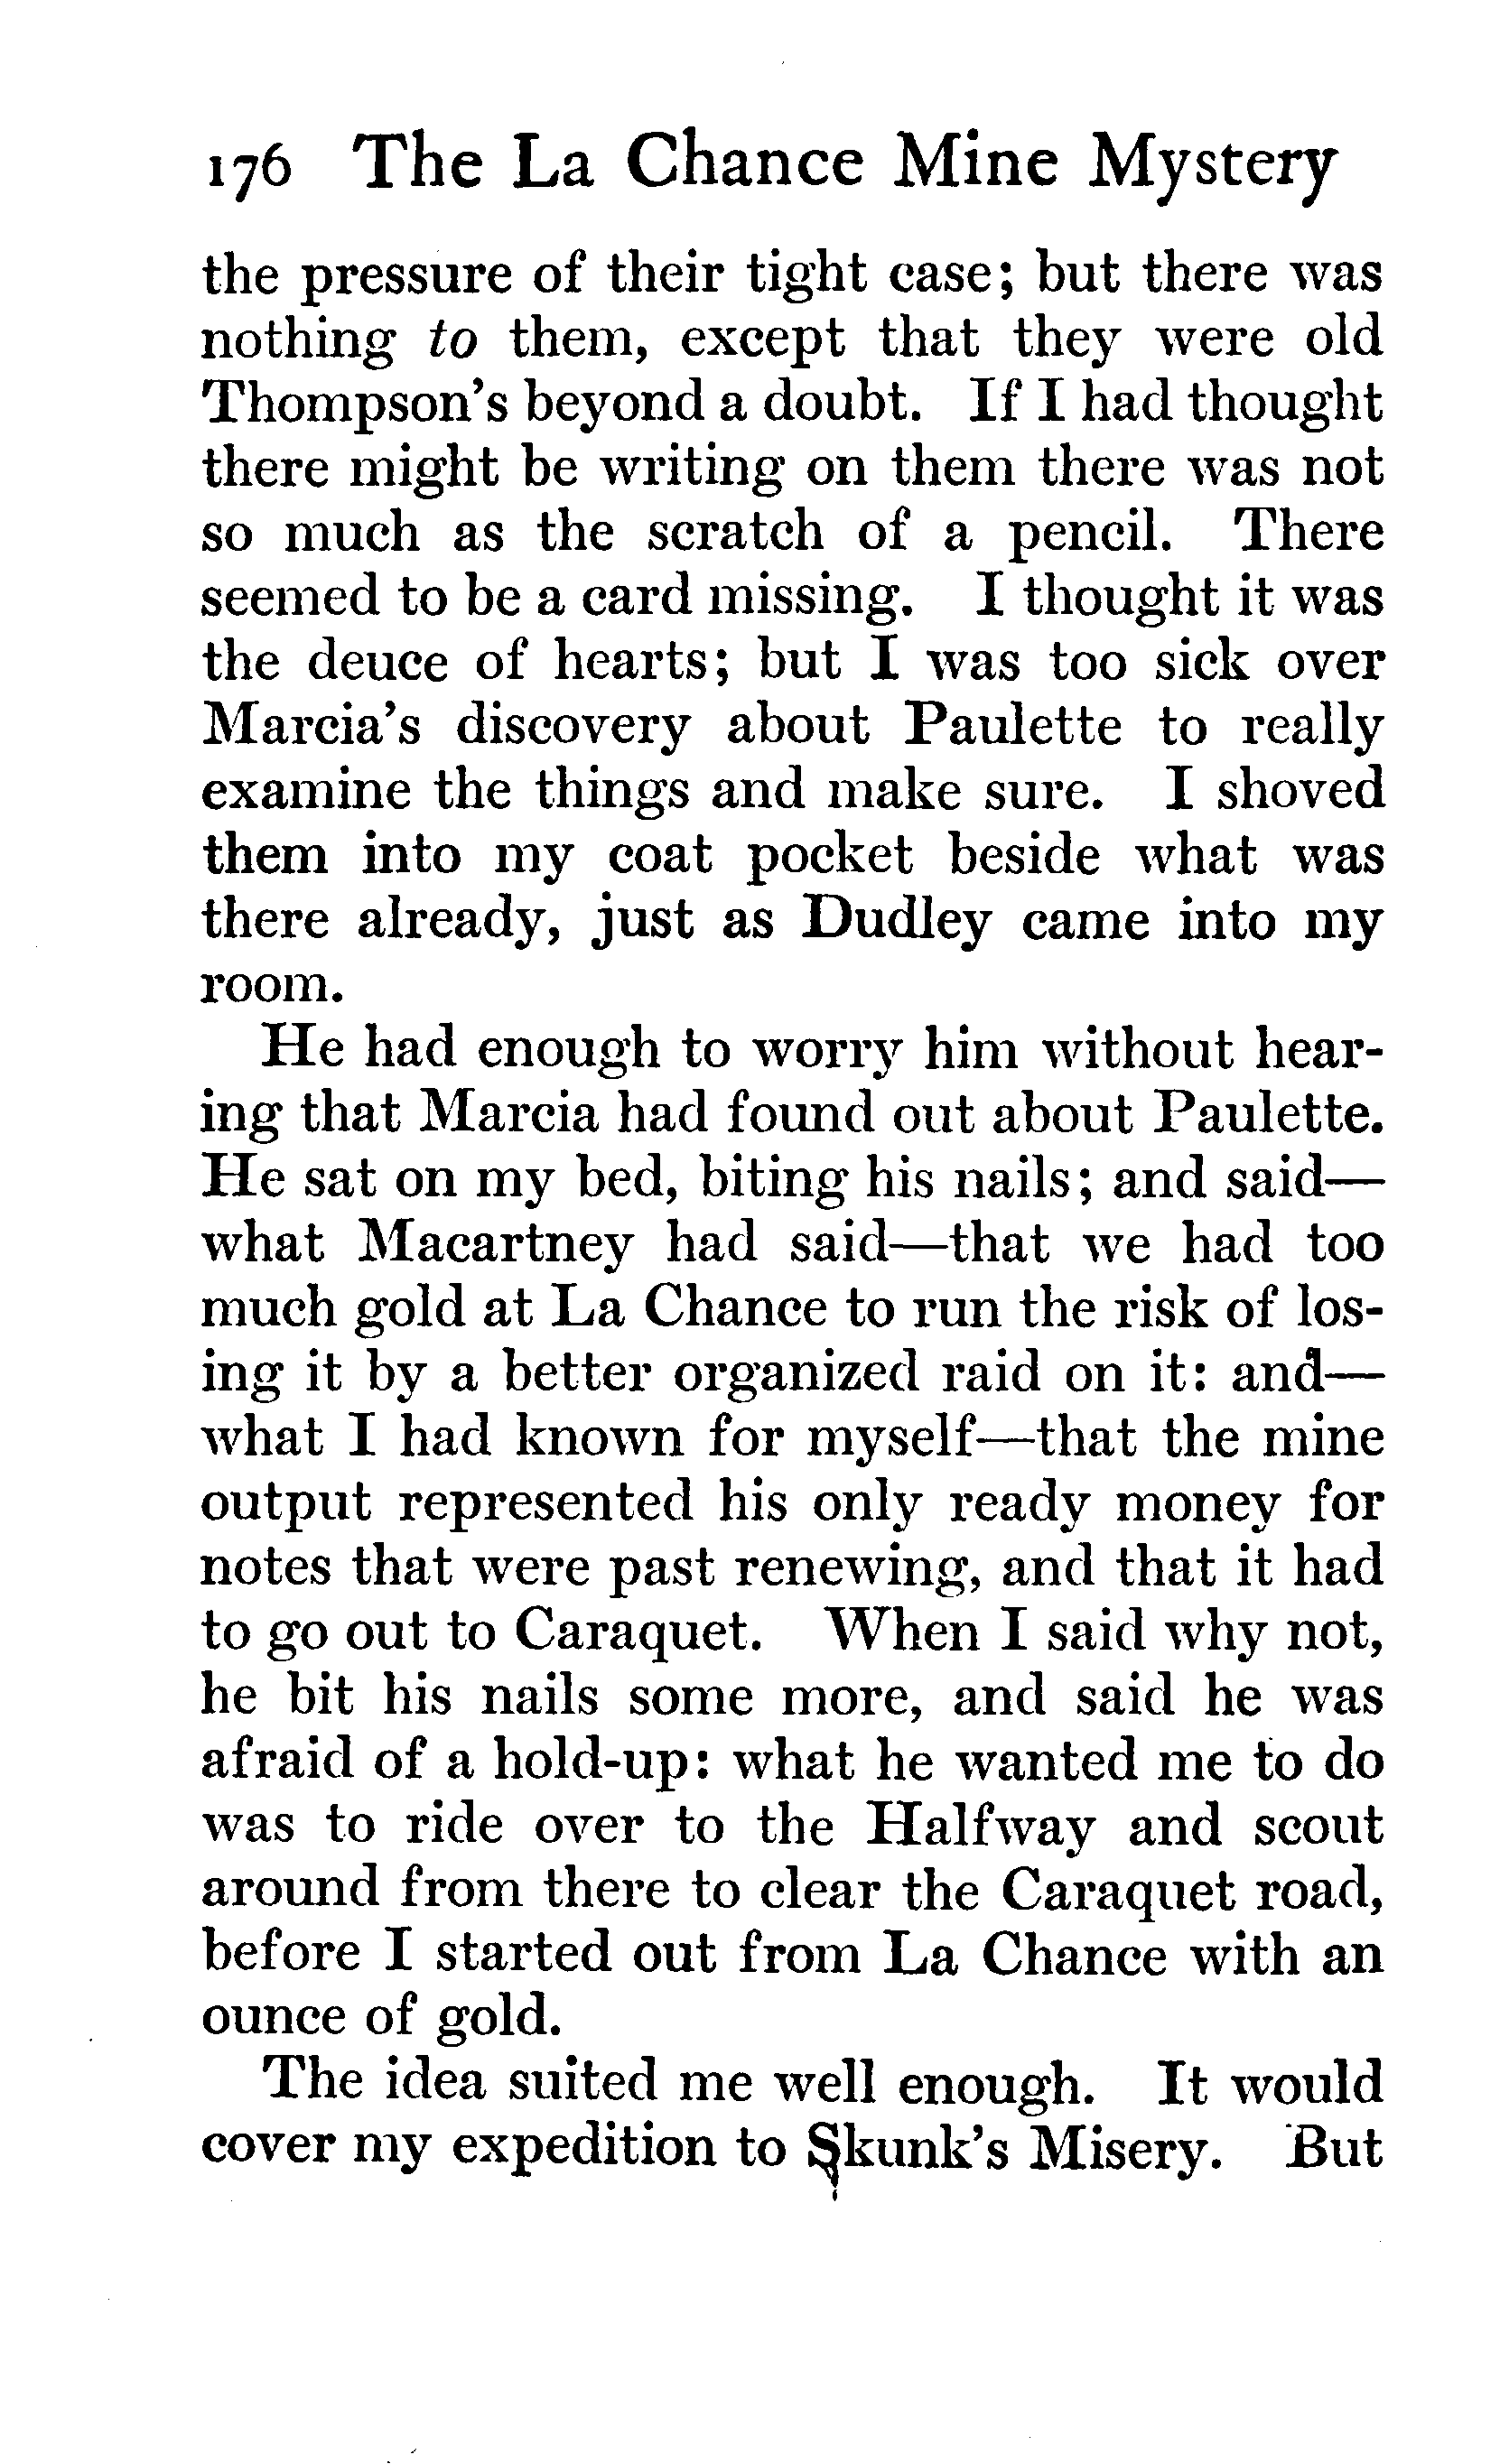 176 The La Chance Mine Mystery
the pressure of their tight case; but there was
nothing to them, except that they were old
Thompson's beyond a doubt. If I had thought
there might be writing on them there was not
so much as the scratch of a pencil. There
seemed to be a card missing. I thought it was
the deuce of hearts; but I was too sick over
Marcia's discovery about Paulette to really
examine the things and make sure. I shoved
them into my coat pocket beside what was
there already, just as Dudley came into my
room.
He had enough to worry him without hear-
ing that Marcia had found out about Paulette.
He sat on my bed, biting his nails; and said—
what Macartney had said—that we had too
much gold at La Chance to run the risk of los-
ing it by a better organized raid on it: and—
what I had known for myself—that the mine
output represented his only ready money for
notes that were past renewing, and that it had
to go out to Caraquet. When I said why not,
he bit his nails some more, and said he was
afraid of a hold-up: what he wanted me to do
was to ride over to the Halfway and scout
around from there to clear the Caraquet road,
before I started out from La Chance with an
ounce of gold.
The idea suited me well enough. It would
cover my expedition to Skunk's Misery. But